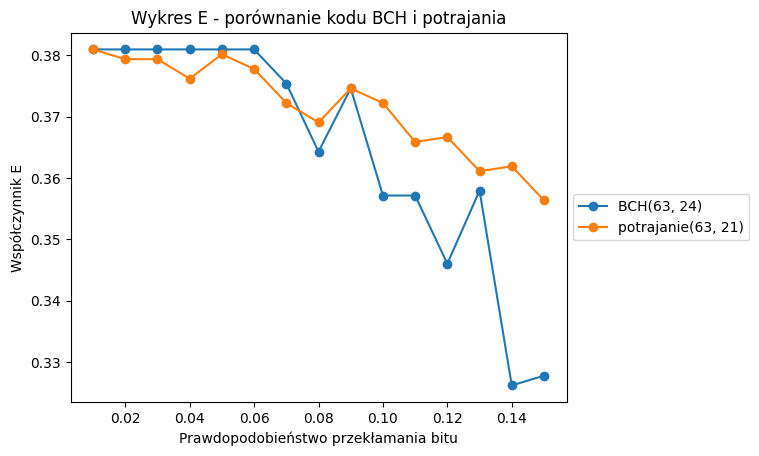 Wykres E - porównanie kodu BCH i potrajania
0.38
0.37
0.36
0.35
0.34
0.33
Współczynnik E
0.02 0.04 0.06 0.08 0.10 0.12 0.14
Prawdopodobieństwo przekłamania bitu
BCH(63, 24)
potrajanie(63, 21)